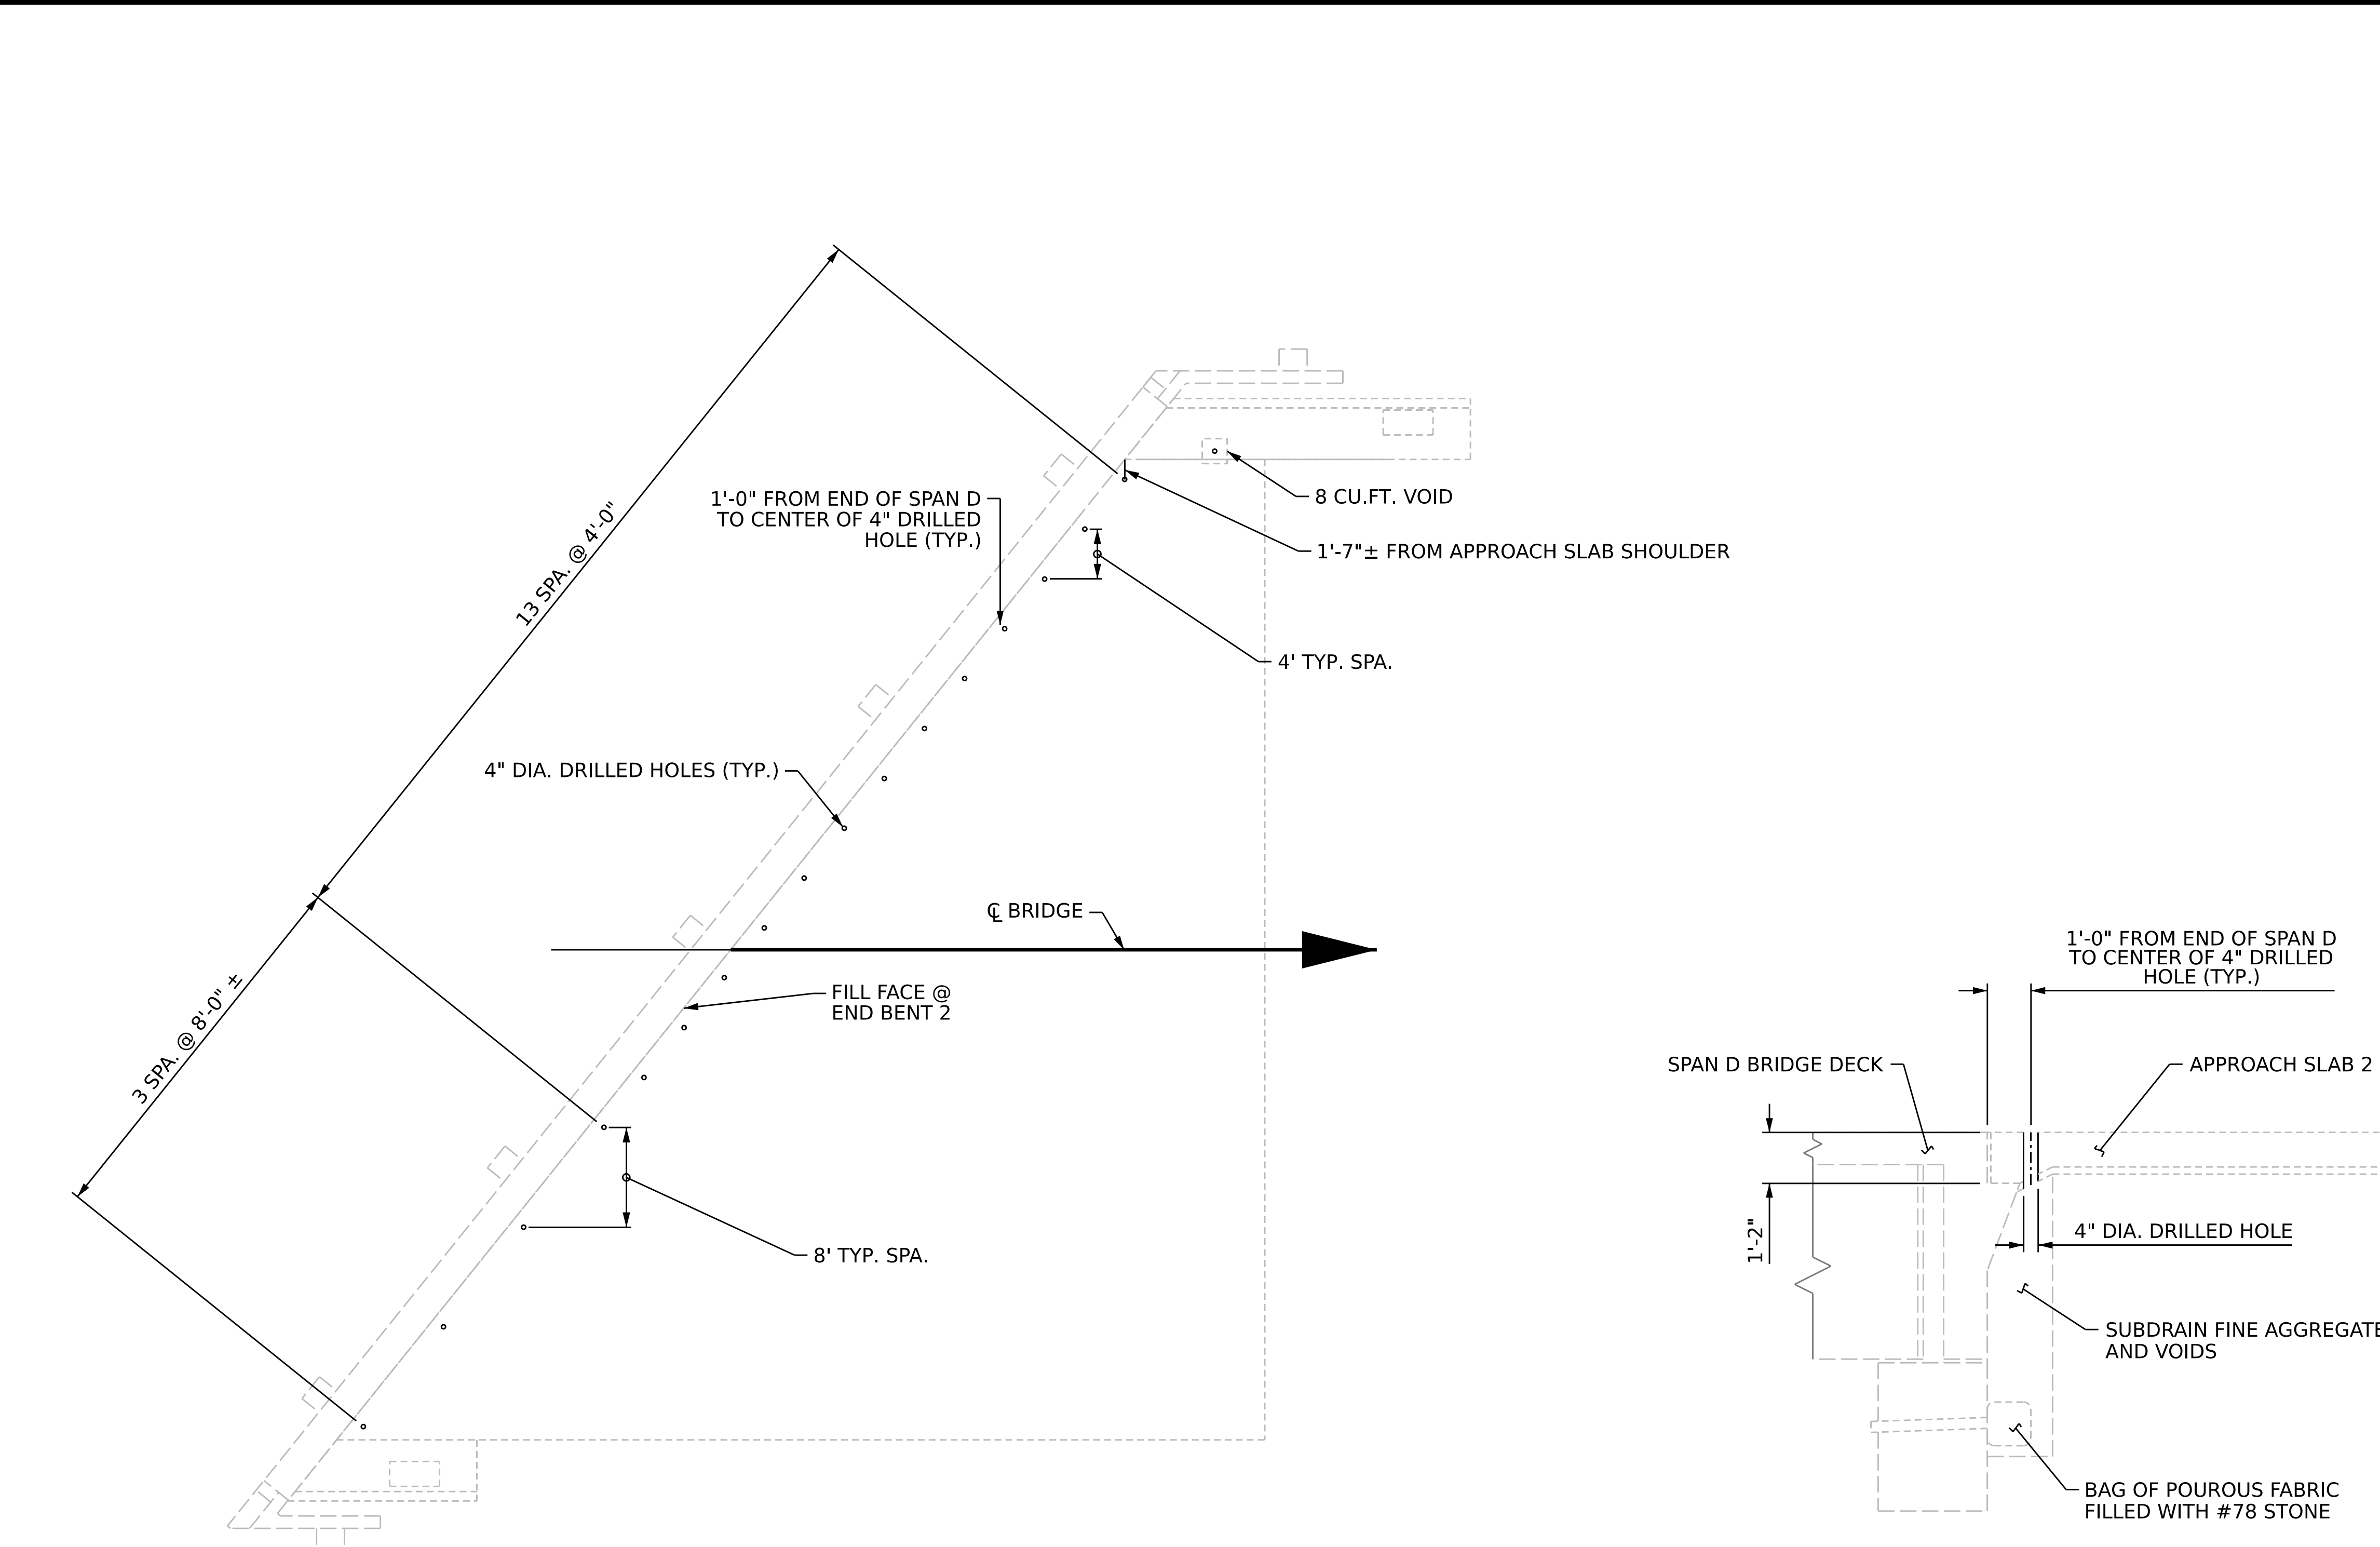 1'-0" FROM END OF SPAN D
TO CENTER OF 4" DRILLED
HOLE (TYP.)
8 CU.FT. VOID
1'-7"± FROM APPROACH SLAB SHOULDER
13 SPA. @ 4'-0"
4' TYP. SPA.
4" DIA. DRILLED HOLES (TYP.)
℄ BRIDGE
FILL FACE @
END BENT 2
3 SPA. @ 8'-0" ±
8' TYP. SPA.
1'-0" FROM END OF SPAN D
TO CENTER OF 4" DRILLED
HOLE (TYP.)
SPAN D BRIDGE DECK
APPROACH SLAB 2
1'-2"
4" DIA. DRILLED HOLE
SUBDRAIN FINE AGGREGATE
AND VOIDS
BAG OF POUROUS FABRIC
FILLED WITH #78 STONE